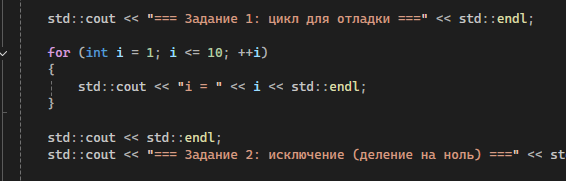 std::cout << "=== Задание 1: цикл для отладки ===" << std::endl;
for (int i = 1; i <= 10; ++i)
{
std::cout << "i = " << i << std::endl;
}
std::cout << std::endl;
std::cout << "=== Задание 2: исключение (деление на ноль) ===" << st